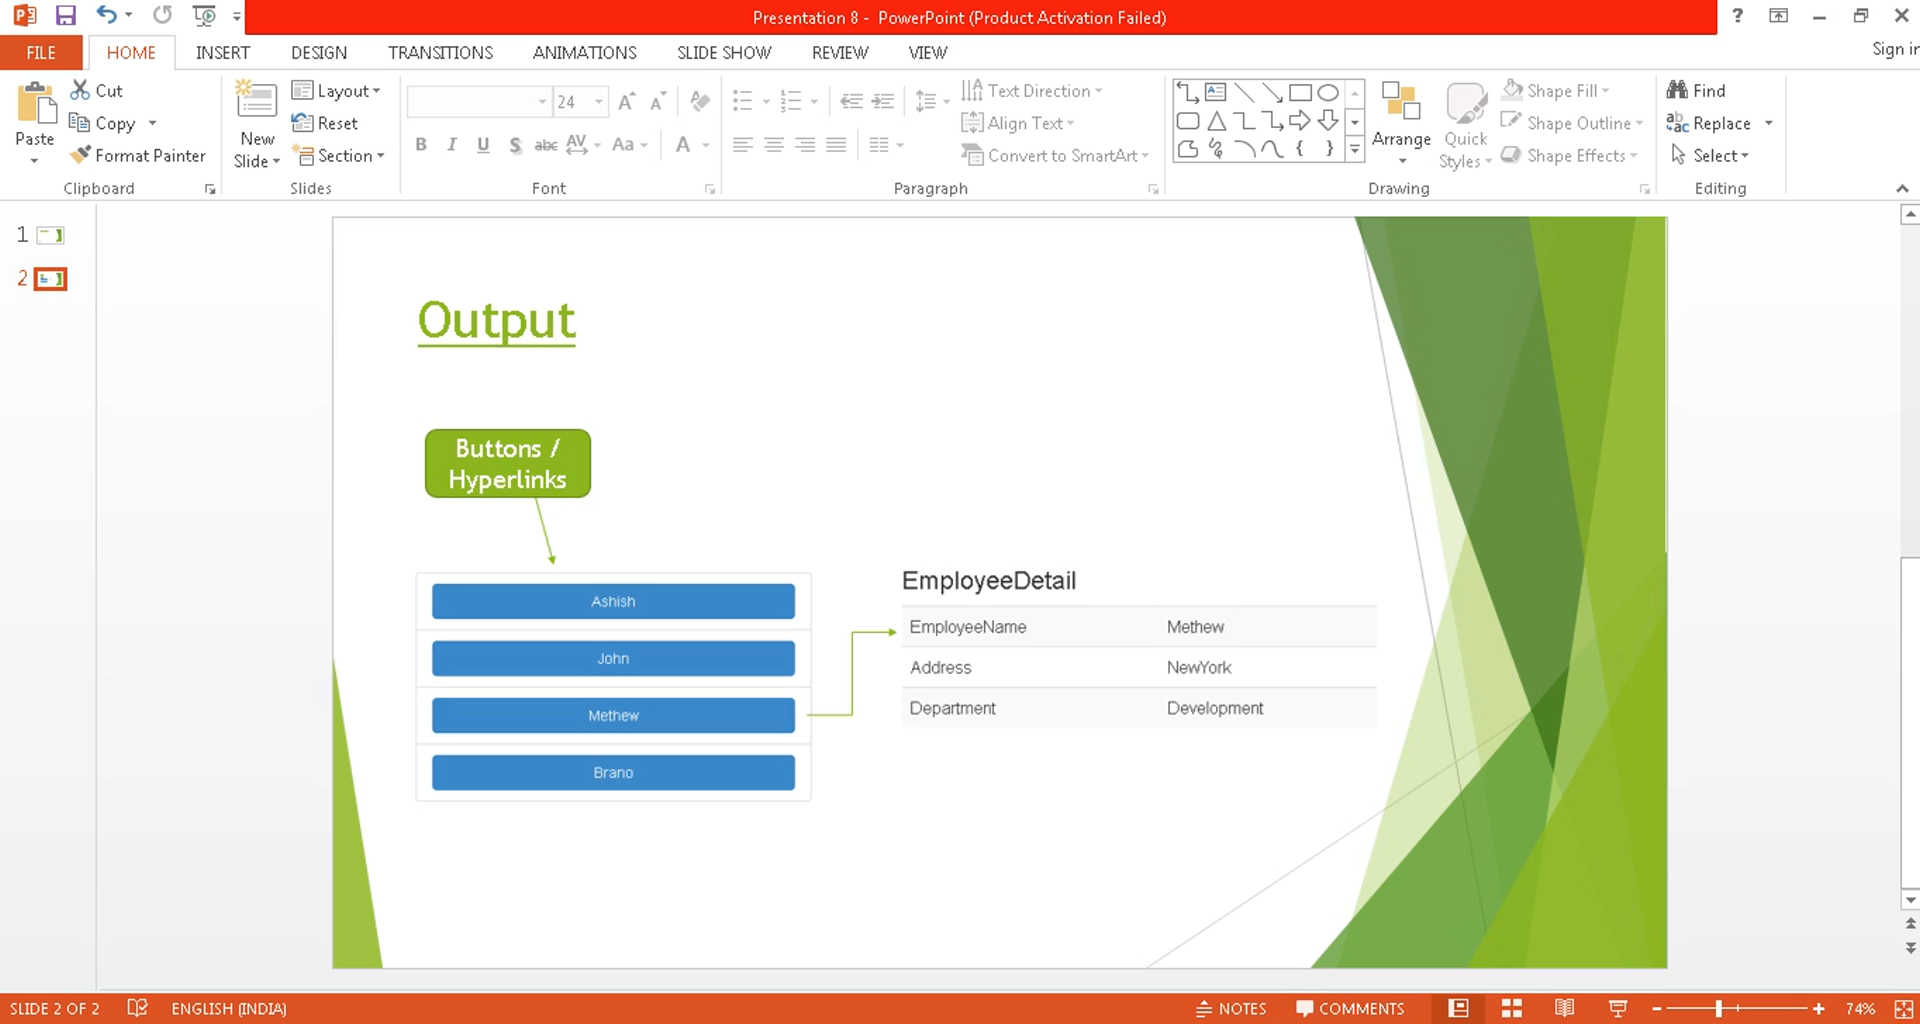 Presentation 8 - PowerPoint (Product Activation Failed)
FILE
HOME
INSERT
DESIGN
TRANSITIONS
ANIMATIONS
SLIDE SHOW
REVIEW
VIEW
Sign in
Paste
Cut
Copy
Format Painter
Clipboard
New
Slide
Layout
Reset
Section
Slides
24
B I U S abc AV Aa A
Font
Text Direction
Align Text
Convert to SmartArt
Paragraph
Arrange
Quick
Styles
Shape Fill
Shape Outline
Shape Effects
Drawing
Find
Replace
Select
Editing
1
2
Output
Buttons /
Hyperlinks
Ashish
John
Methew
Brano
EmployeeDetail
EmployeeName Methew
Address NewYork
Department Development
SLIDE 2 OF 2
ENGLISH (INDIA)
NOTES
COMMENTS
74%